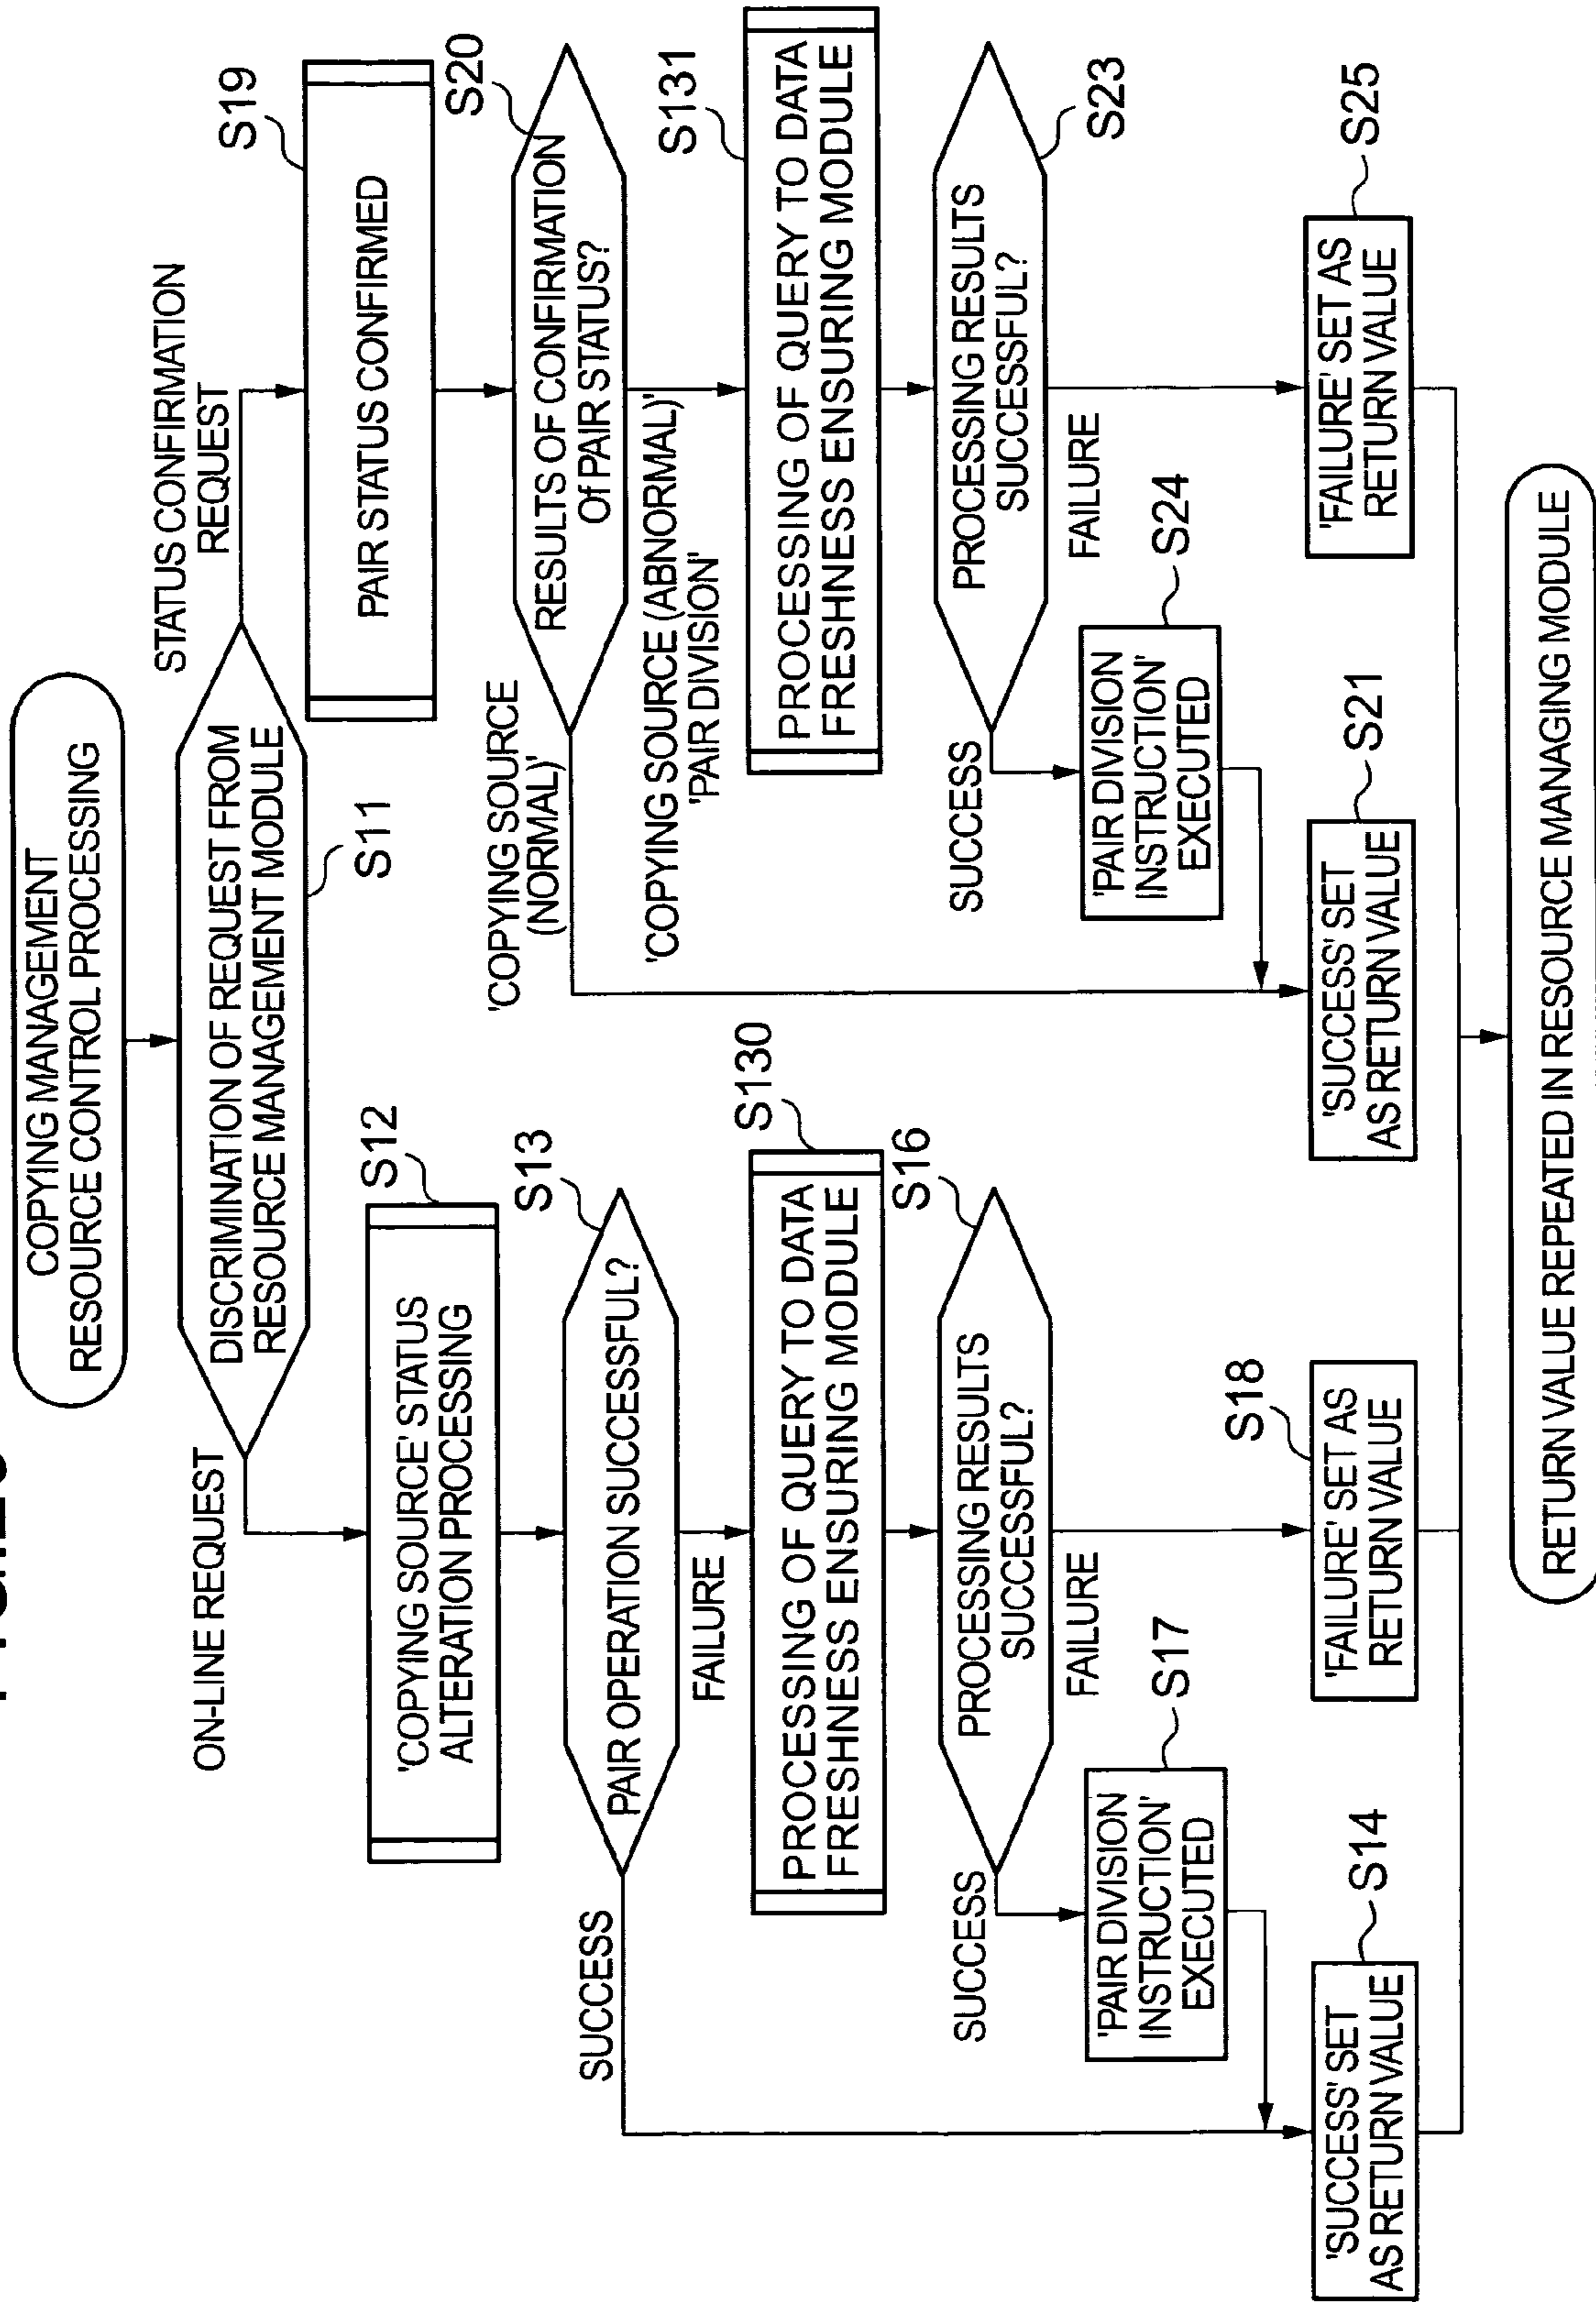 COPYING MANAGEMENT
RESOURCE CONTROL PROCESSING
DISCRIMINATION OF REQUEST FROM
RESOURCE MANAGEMENT MODULE
S11
ON-LINE REQUEST
STATUS CONFIRMATION
REQUEST
S12
'COPYING SOURCE' STATUS
ALTERATION PROCESSING
S13
PAIR OPERATION SUCCESSFUL?
SUCCESS
FAILURE
S130
PROCESSING OF QUERY TO DATA
FRESHNESS ENSURING MODULE
S16
PROCESSING RESULTS
SUCCESSFUL?
SUCCESS
FAILURE
S17
'PAIR DIVISION
INSTRUCTION'
EXECUTED
S14
'SUCCESS' SET
AS RETURN VALUE
S18
'FAILURE' SET AS
RETURN VALUE
S19
PAIR STATUS CONFIRMED
S20
RESULTS OF CONFIRMATION
Of PAIR STATUS?
'COPYING SOURCE
(NORMAL)'
'COPYING SOURCE (ABNORMAL)'
'PAIR DIVISION'
S131
PROCESSING OF QUERY TO DATA
FRESHNESS ENSURING MODULE
PROCESSING RESULTS
SUCCESSFUL?
S23
SUCCESS
FAILURE
S24
'PAIR DIVISION
INSTRUCTION'
EXECUTED
S21
'SUCCESS' SET
AS RETURN VALUE
S25
'FAILURE' SET AS
RETURN VALUE
RETURN VALUE REPEATED IN RESOURCE MANAGING MODULE